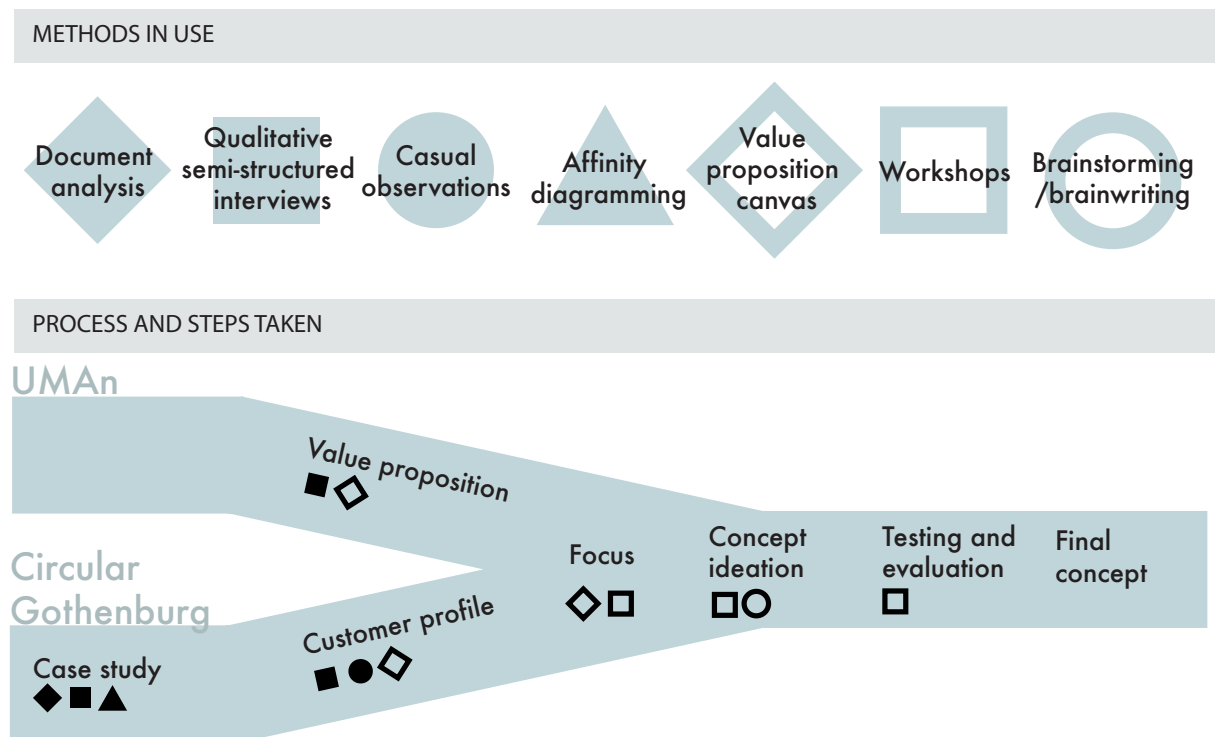 METHODS IN USE
Document
analysis
Qualitative
semi-structured
interviews
Casual
observations
Affinity
diagramming
Value
proposition
canvas
Workshops
Brainstorming
/brainwriting
PROCESS AND STEPS TAKEN
UMAn
Value proposition
Circular
Gothenburg
Case study
Customer profile
Focus
Concept
ideation
Testing and
evaluation
Final
concept